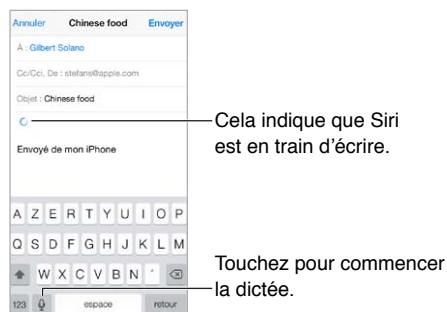 Annuler Chinese food Envoyer
À : Gilbert Solano
Cc/Cci, De : stefans@apple.com
Objet : Chinese food
Cela indique que Siri
est en train d’écrire.
Envoyé de mon iPhone
A Z E R T Y U I O P
Q S D F G H J K L M
W X C V B N ´
Touchez pour commencer
la dictée.
123 espace retour